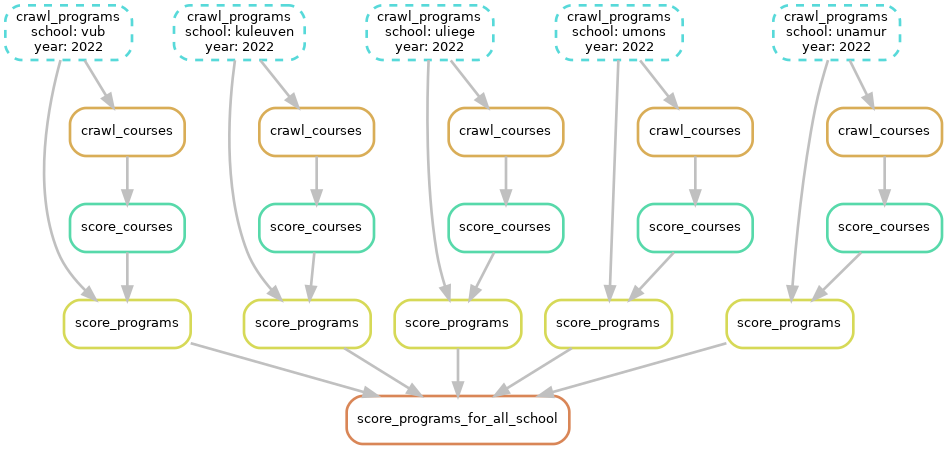 crawl_programs
school: vub
year: 2022
crawl_programs
school: kuleuven
year: 2022
crawl_programs
school: uliege
year: 2022
crawl_programs
school: umons
year: 2022
crawl_programs
school: unamur
year: 2022
crawl_courses
crawl_courses
crawl_courses
crawl_courses
crawl_courses
score_courses
score_courses
score_courses
score_courses
score_courses
score_programs
score_programs
score_programs
score_programs
score_programs
score_programs_for_all_school